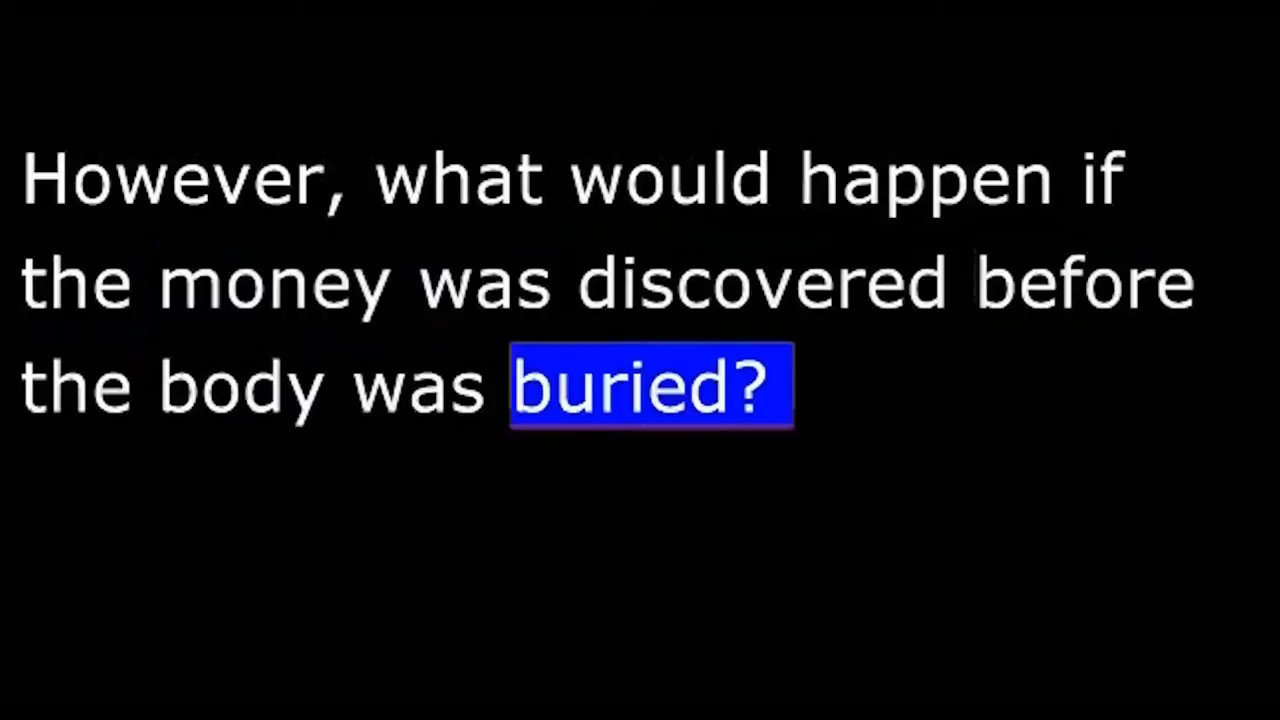 However, what would happen if
the money was discovered before
the body was buried?